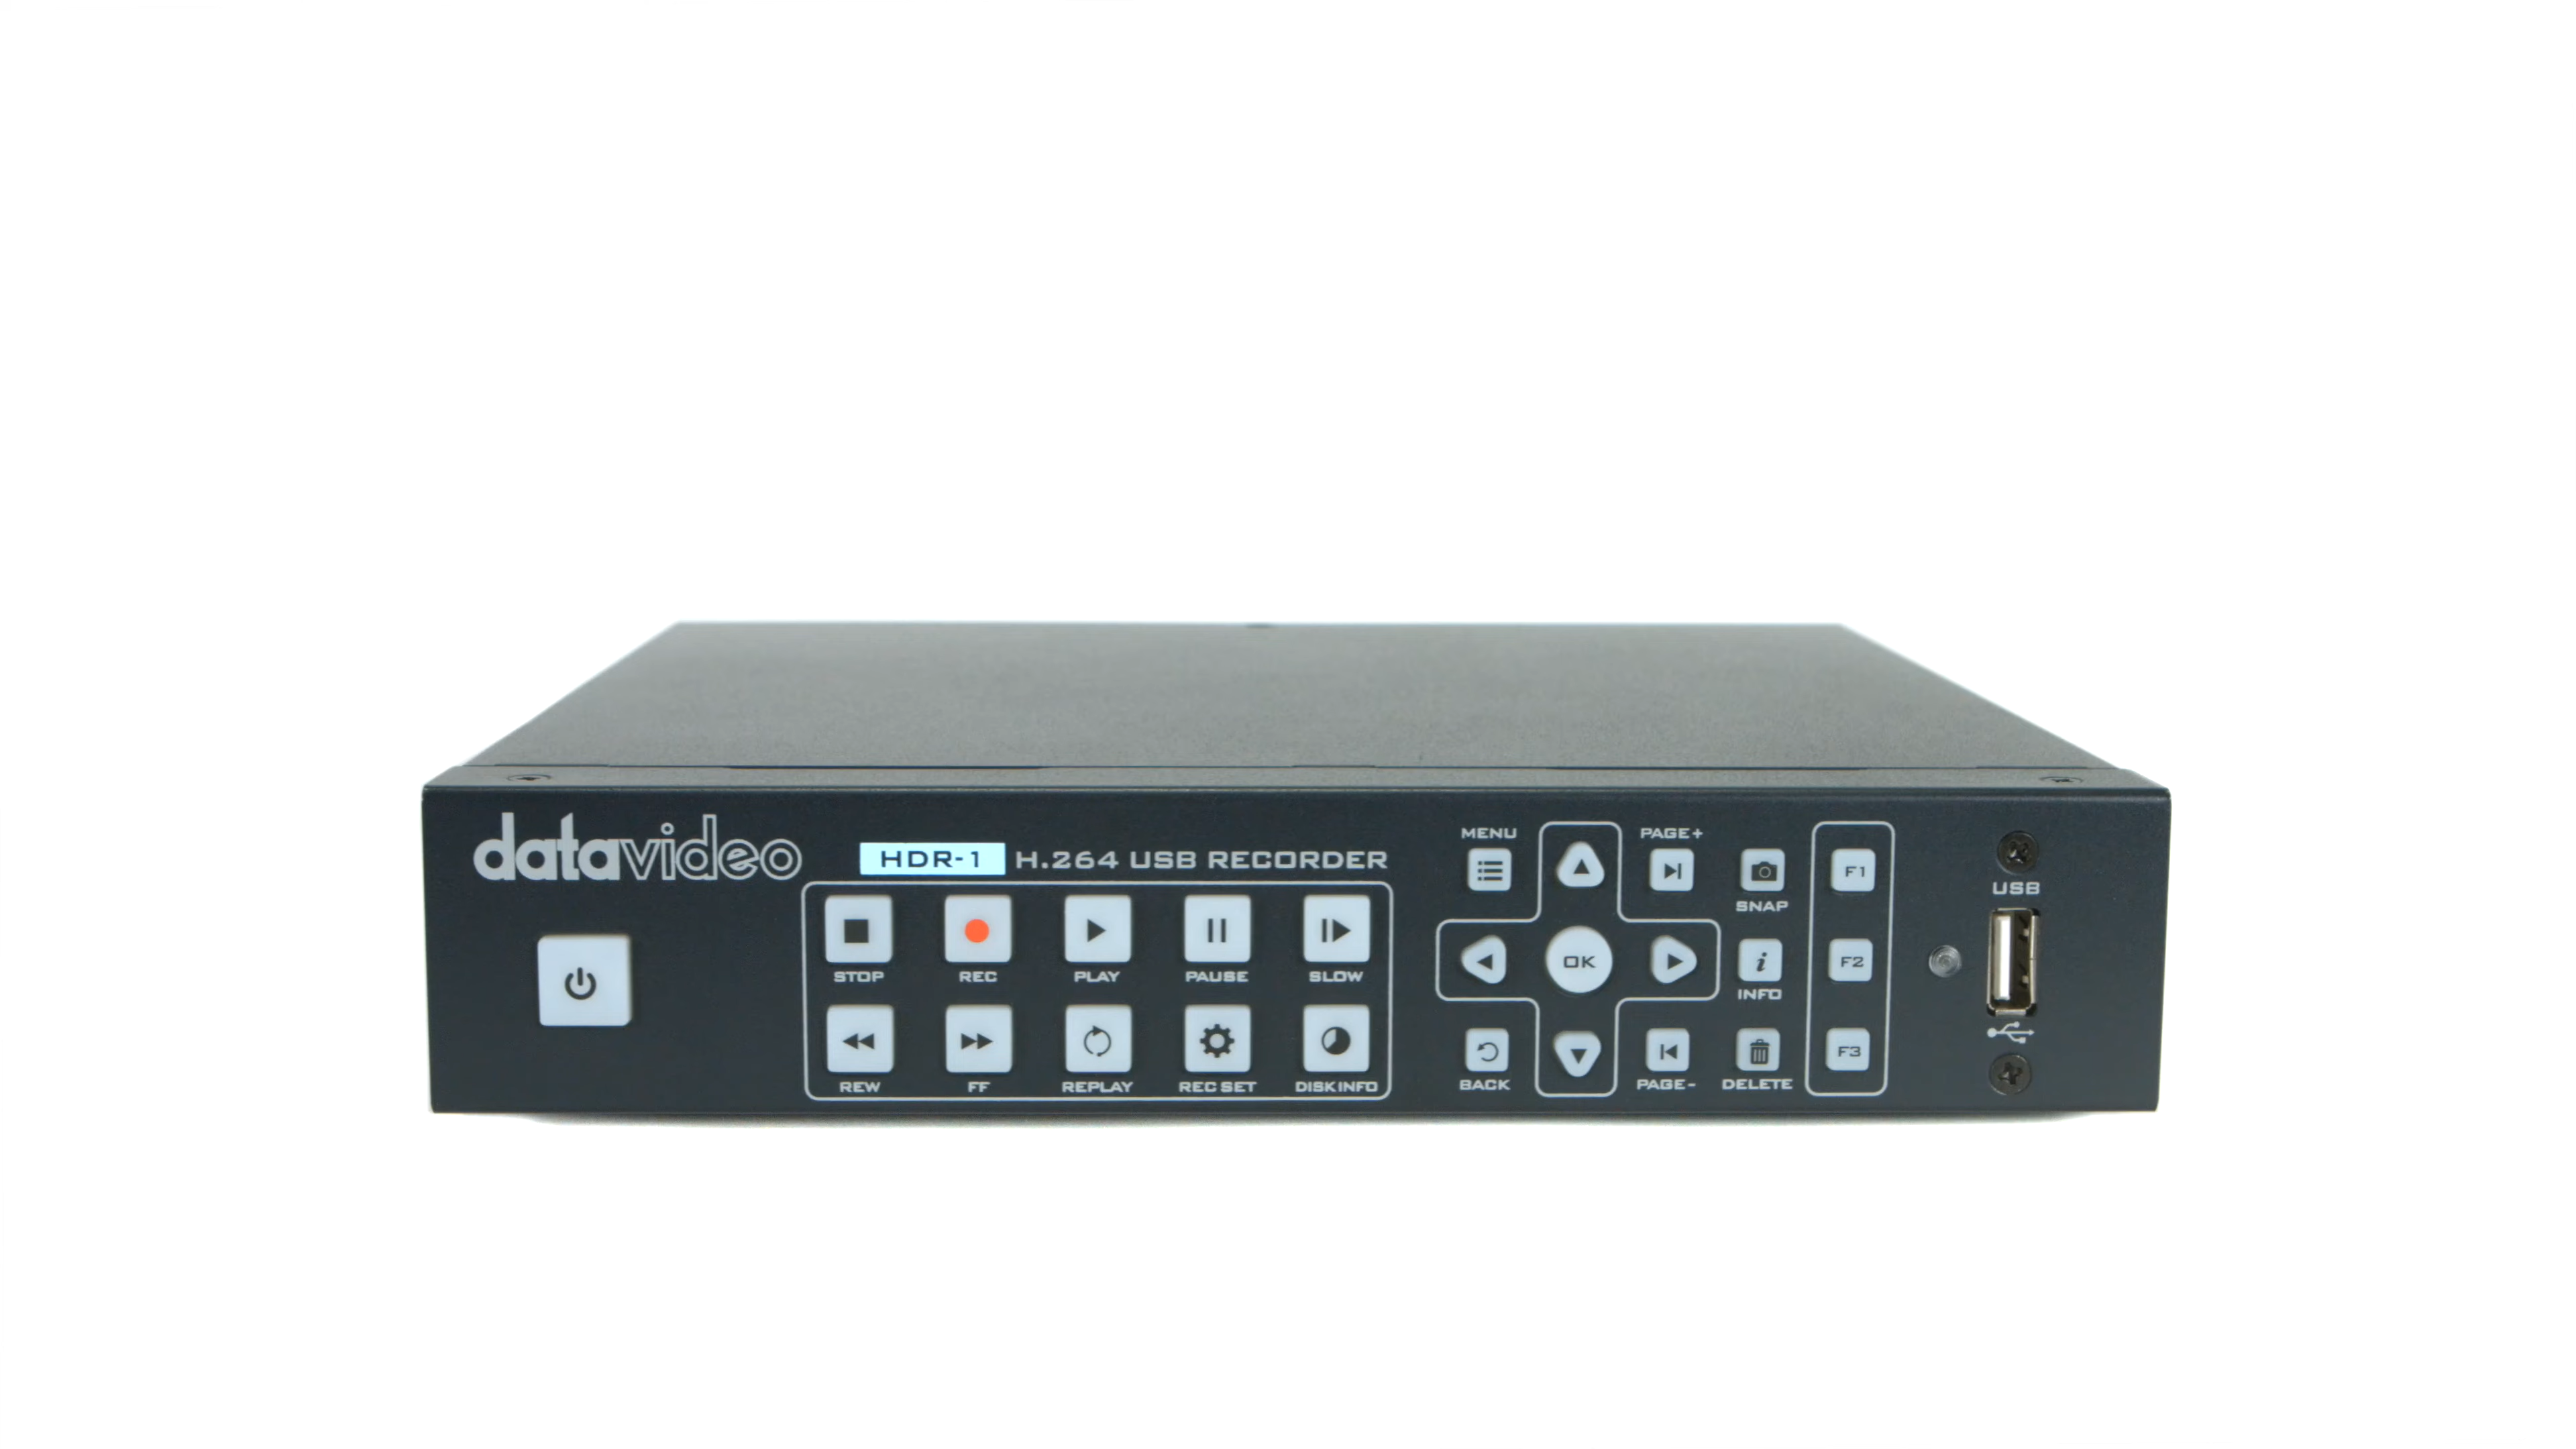 datavideo
HDR-1 H.264 USB RECORDER
STOP REC PLAY PAUSE SLOW
REW FF REPLAY REC SET DISK INFO
MENU PAGE+
SNAP
OK
INFO
BACK PAGE- DELETE
F1
F2
F3
USB